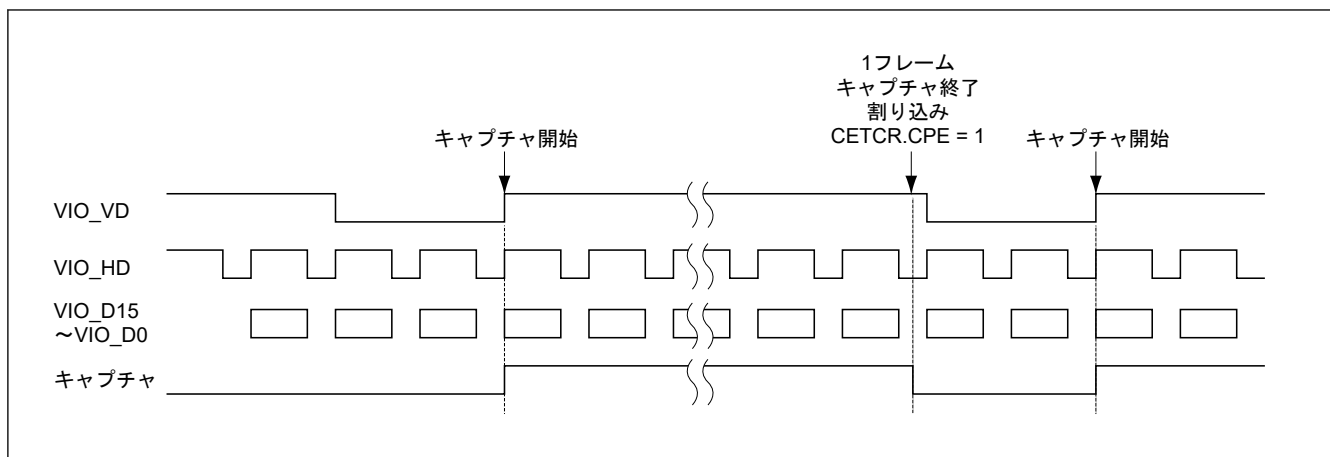 1フレーム
キャプチャ終了
割り込み
CETCR.CPE = 1
キャプチャ開始
キャプチャ開始
VIO_VD
VIO_HD
VIO_D15
～VIO_D0
キャプチャ